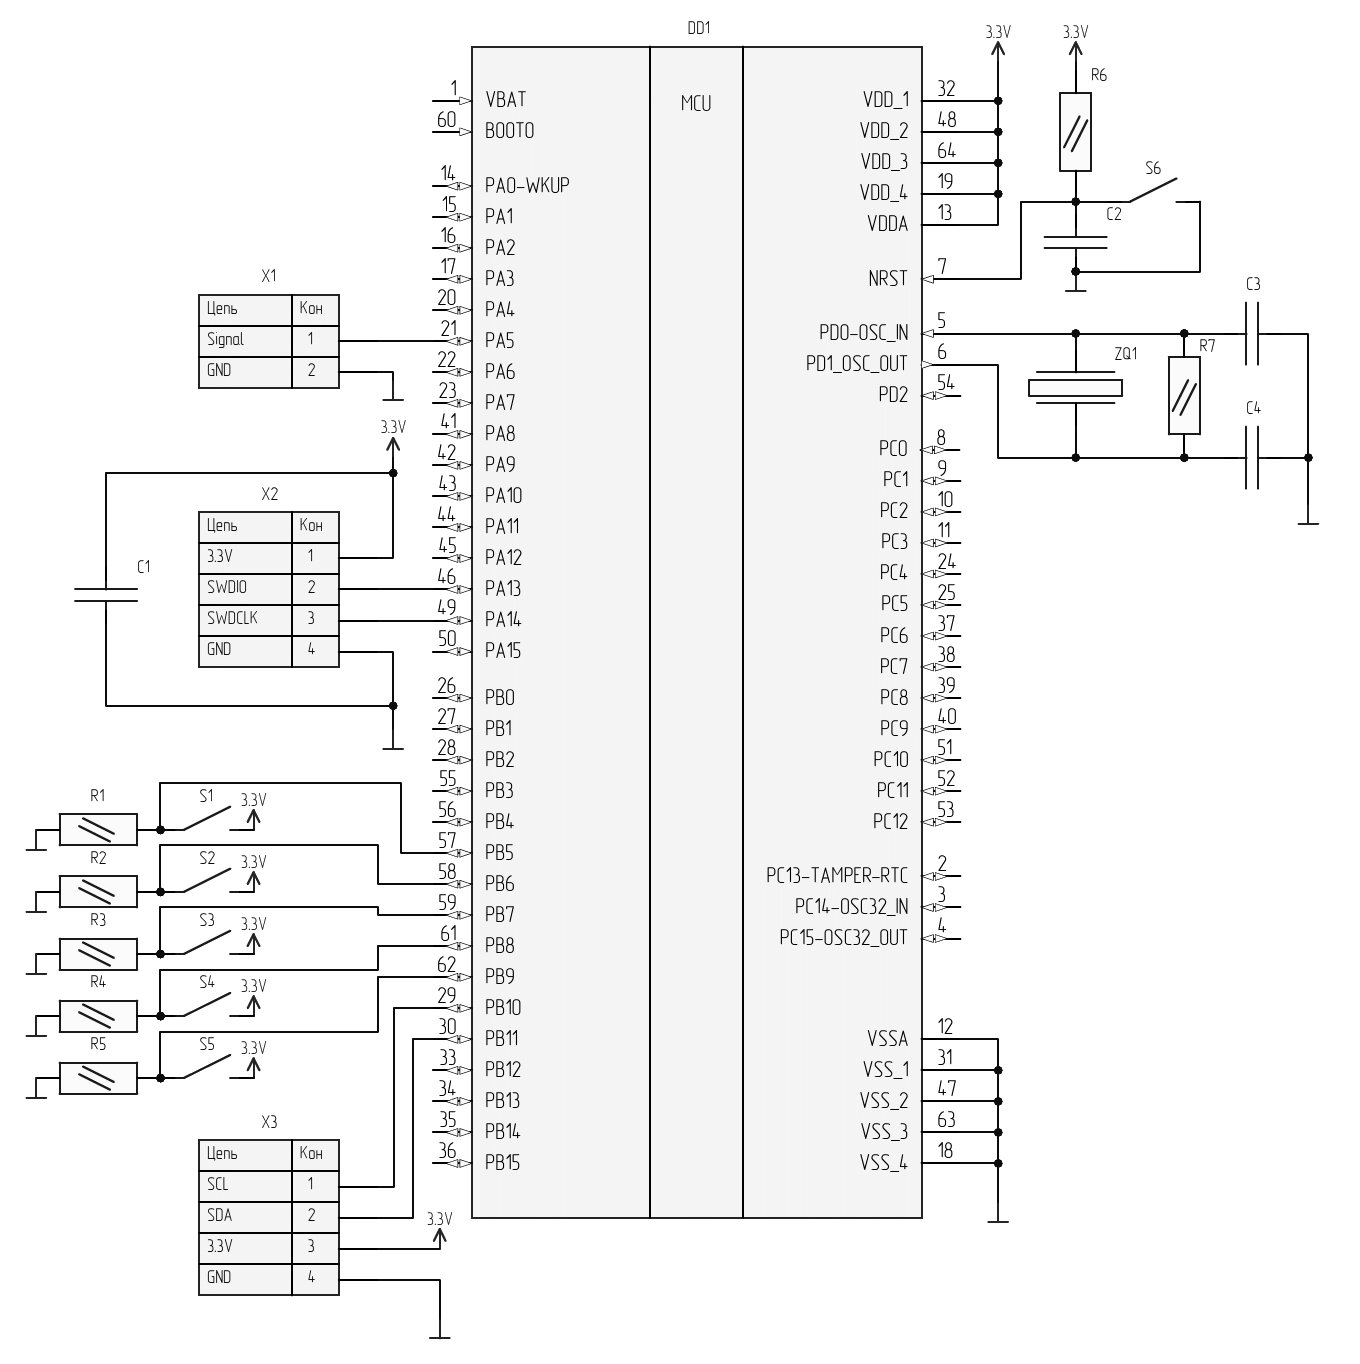 DD1
MCU
1 VBAT
60 BOOT0
14 PA0-WKUP
15 PA1
16 PA2
17 PA3
20 PA4
21 PA5
22 PA6
23 PA7
41 PA8
42 PA9
43 PA10
44 PA11
45 PA12
46 PA13
49 PA14
50 PA15
26 PB0
27 PB1
28 PB2
55 PB3
56 PB4
57 PB5
58 PB6
59 PB7
61 PB8
62 PB9
29 PB10
30 PB11
33 PB12
34 PB13
35 PB14
36 PB15
VDD_1 32
VDD_2 48
VDD_3 64
VDD_4 19
VDDA 13
NRST 7
PD0-OSC_IN 5
PD1_OSC_OUT 6
PD2 54
PC0 8
PC1 9
PC2 10
PC3 11
PC4 24
PC5 25
PC6 37
PC7 38
PC8 39
PC9 40
PC10 51
PC11 52
PC12 53
PC13-TAMPER-RTC 2
PC14-OSC32_IN 3
PC15-OSC32_OUT 4
VSSA 12
VSS_1 31
VSS_2 47
VSS_3 63
VSS_4 18
X1
Цепь Кон
Signal 1
GND 2
3.3V
X2
Цепь Кон
3.3V 1
SWDIO 2
SWDCLK 3
GND 4
C1
R1 S1 3.3V
R2 S2 3.3V
R3 S3 3.3V
R4 S4 3.3V
R5 S5 3.3V
X3
Цепь Кон
SCL 1
SDA 2
3.3V 3
GND 4
3.3V
3.3V 3.3V
R6
S6
C2
C3
ZQ1 R7
C4